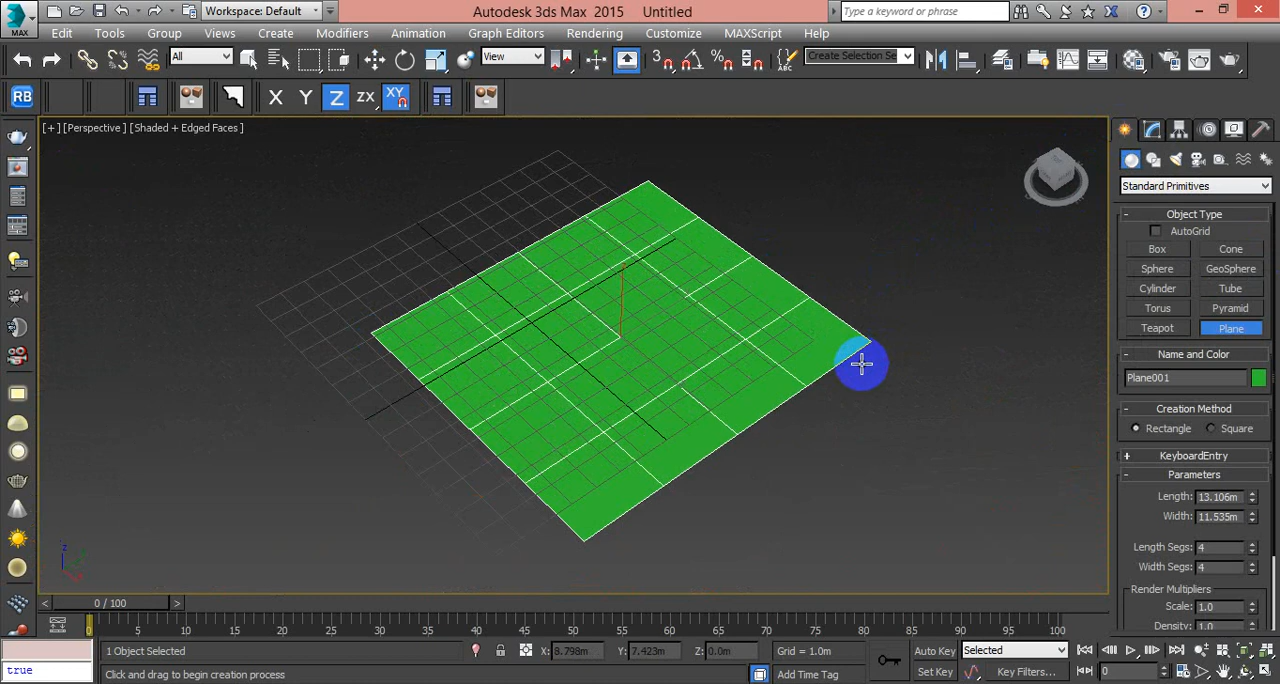 MAX
Workspace: Default
Autodesk 3ds Max 2015 Untitled
Type a keyword or phrase
Edit Tools Group Views Create Modifiers Animation Graph Editors Rendering Customize MAXScript Help
All
View
3
%
Create Selection Se
RB
X Y Z ZX XY
[+] [Perspective ] [Shaded + Edged Faces ]
Standard Primitives
- Object Type
AutoGrid
Box Cone
Sphere GeoSphere
Cylinder Tube
Torus Pyramid
Teapot Plane
- Name and Color
Plane001
- Creation Method
Rectangle Square
+ KeyboardEntry
- Parameters
Length: 13.106m
Width: 11.535m
Length Segs: 4
Width Segs: 4
Render Multipliers
Scale: 1.0
Density: 1.0
z
< 0 / 100 >
0 5 10 15 20 25 30 35 40 45 50 55 60 65 70 75 80 85 90 95 100
1 Object Selected
X: 8.798m Y: 7.423m Z: 0.0m Grid = 1.0m
Auto Key Selected
true
Click and drag to begin creation process
Add Time Tag
Set Key Key Filters... 0